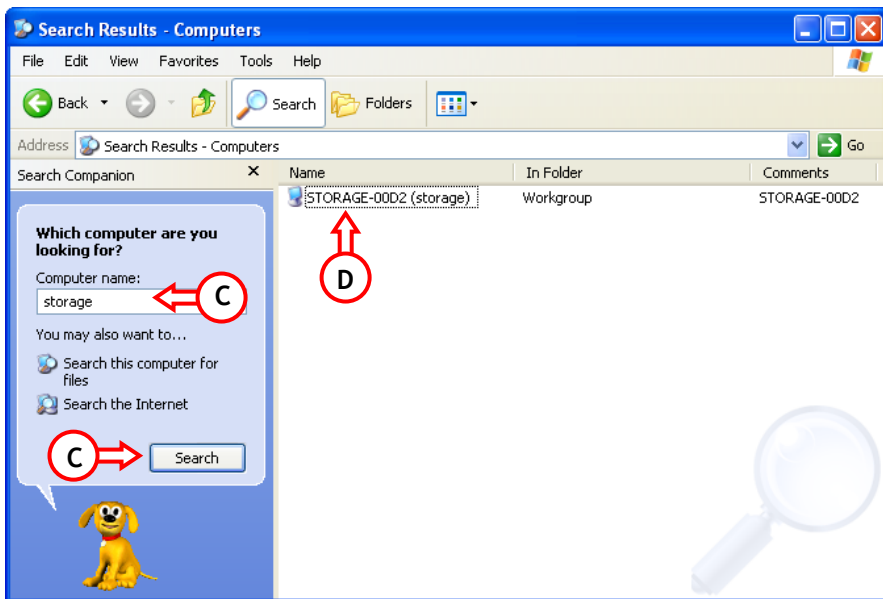 Search Results - Computers
File Edit View Favorites Tools Help
Back Search Folders
Address Search Results - Computers Go
Search Companion × Name In Folder Comments
STORAGE-00D2 (storage) Workgroup STORAGE-00D2
Which computer are you
looking for?
Computer name:
storage
C
D
You may also want to...
Search this computer for
files
Search the Internet
C
Search